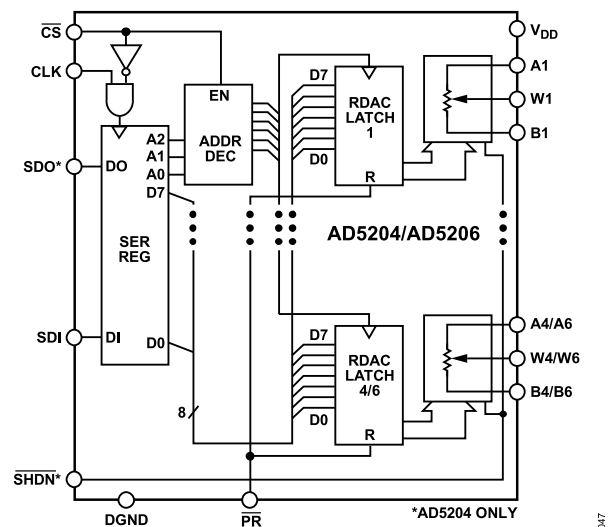 CS
CLK
SDO*
SDI
SHDN*
DGND
PR
EN
ADDR
DEC
A2
A1
A0
D7
DO
SER
REG
DI
D0
8
D7
RDAC
LATCH
1
D0
R
AD5204/AD5206
D7
RDAC
LATCH
4/6
D0
R
VDD
A1
W1
B1
A4/A6
W4/W6
B4/B6
*AD5204 ONLY
047